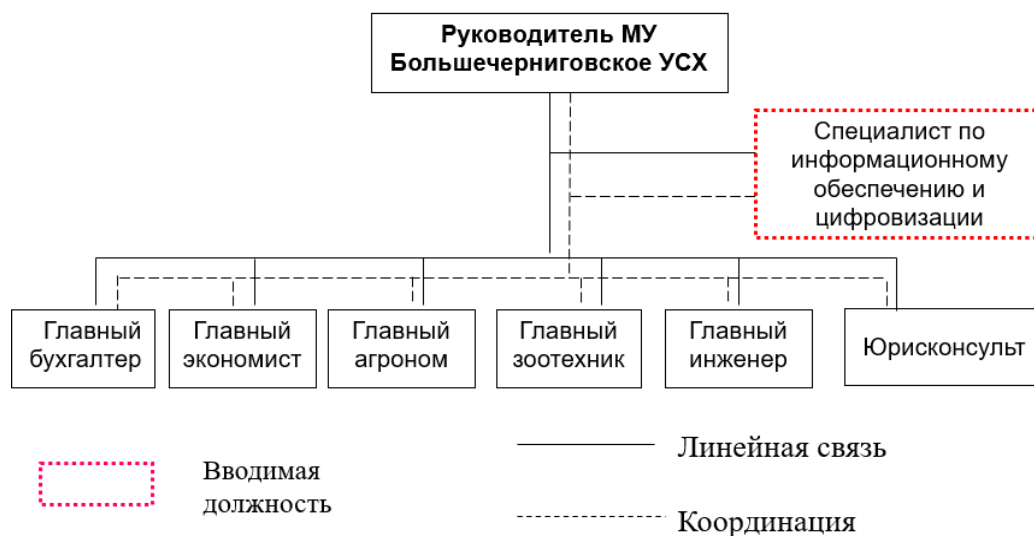 Руководитель МУ
Большечерниговское УСХ
Специалист по
информационному
обеспечению и
цифровизации
Главный
бухгалтер
Главный
экономист
Главный
агроном
Главный
зоотехник
Главный
инженер
Юрисконсульт
Вводимая
должность
Линейная связь
Координация